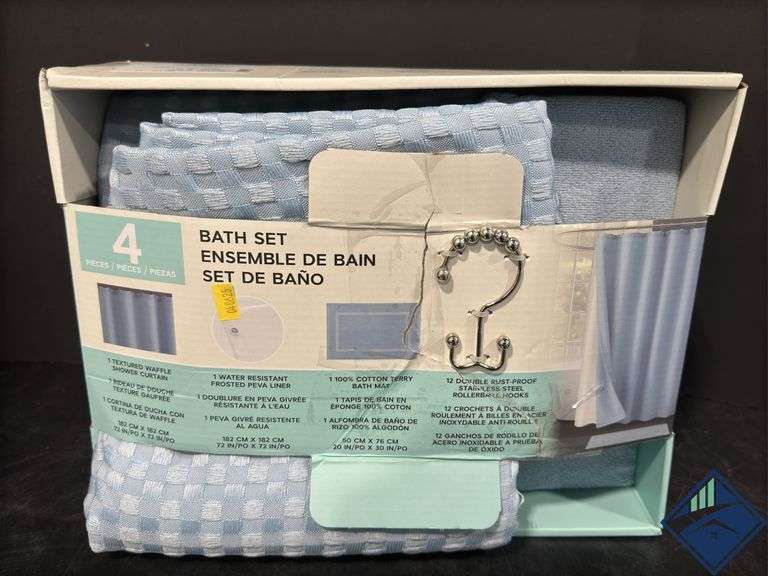 4
PIECES / PIÈCES / PIEZAS
BATH SET
ENSEMBLE DE BAIN
SET DE BAÑO
1 TEXTURED WAFFLE
SHOWER CURTAIN
1 RIDEAU DE DOUCHE
TEXTURE GAUFRÉE
1 CORTINA DE DUCHA CON
TEXTURA DE WAFFLE
182 CM X 182 CM
72 IN/PO X 72 IN/PO
1 WATER RESISTANT
FROSTED PEVA LINER
1 DOUBLURE EN PEVA GIVRÉE
RÉSISTANTE À L'EAU
1 PEVA GIVRÉ RESISTENTE
AL AGUA
182 CM X 182 CM
72 IN/PO X 72 IN/PO
1 100% COTTON TERRY
BATH MAT
1 TAPIS DE BAIN EN
ÉPONGE 100% COTON
1 ALFOMBRA DE BAÑO DE
RIZO 100% ALGODÓN
50 CM X 76 CM
20 IN/PO X 30 IN/PO
12 DOUBLE RUST-PROOF
STAINLESS STEEL
ROLLERBALL HOOKS
12 CROCHETS À DOUBLE
ROULEMENT À BILLES EN ACIER
INOXYDABLE ANTI-ROUILLE
12 GANCHOS DE RODILLO DE
ACERO INOXIDABLE A PRUEBA
DE ÓXIDO